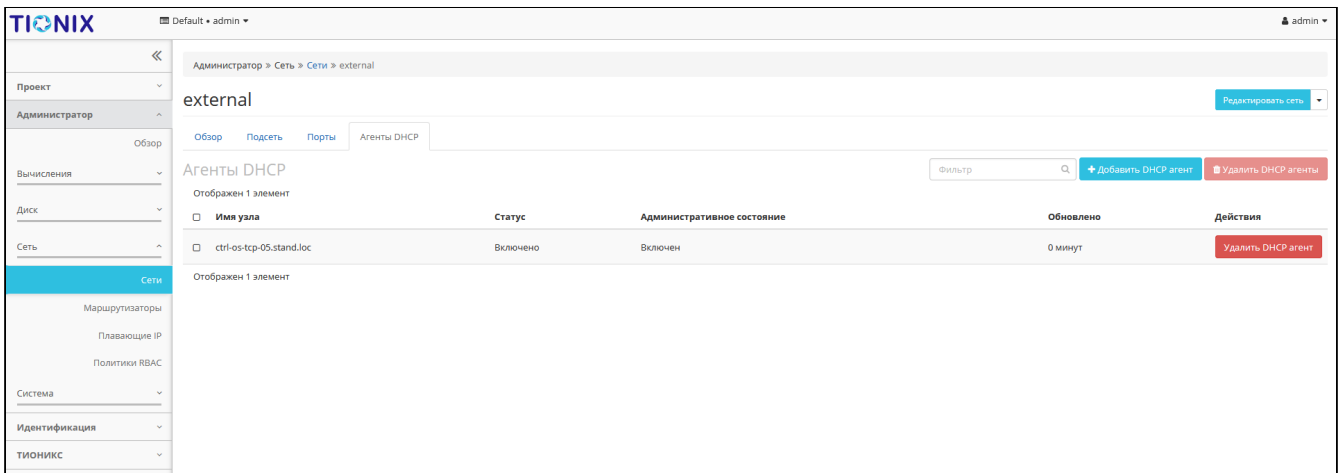 TIONIX
Default • admin
admin
Администратор » Сеть » Сети » external
Проект
Администратор
Обзор
Вычисления
Диск
Сеть
Сети
Маршрутизаторы
Плавающие IP
Политики RBAC
Система
Идентификация
ТИОНИКС
external
Редактировать сеть
Обзор Подсеть Порты Агенты DHCP
Агенты DHCP
Фильтр
+Добавить DHCP агент
Удалить DHCP агенты
Отображен 1 элемент
Имя узла Статус Административное состояние Обновлено Действия
ctrl-os-tcp-05.stand.loc Включено Включен 0 минут Удалить DHCP агент
Отображен 1 элемент